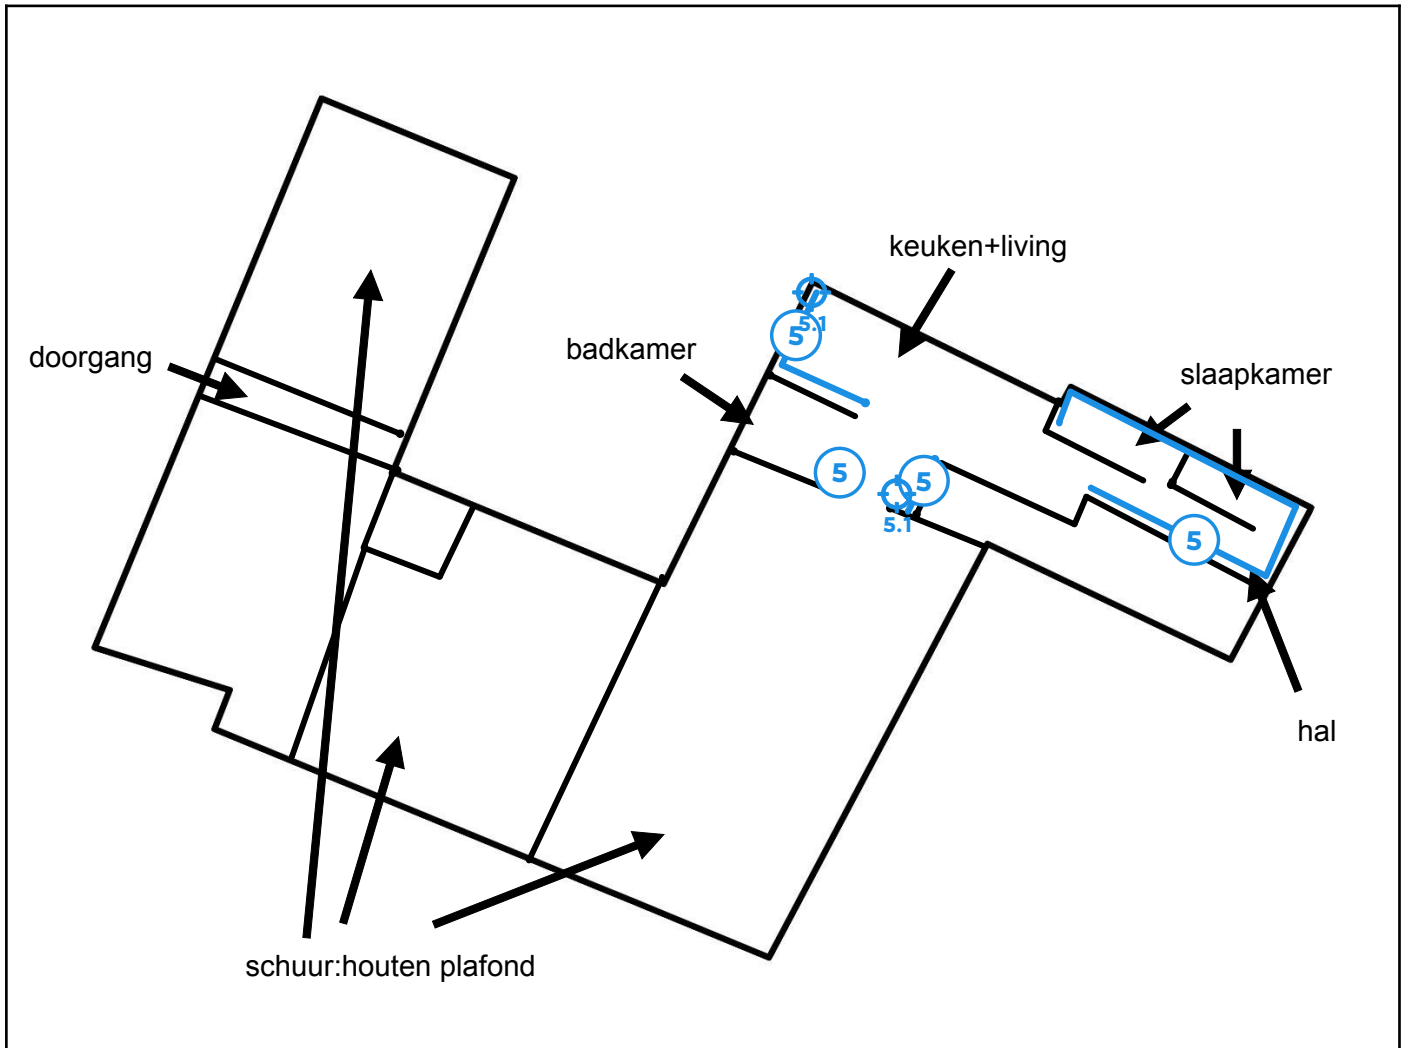 keuken+living
5.1
5
badkamer
doorgang
slaapkamer
5
5
5.1
5
hal
schuur:houten plafond